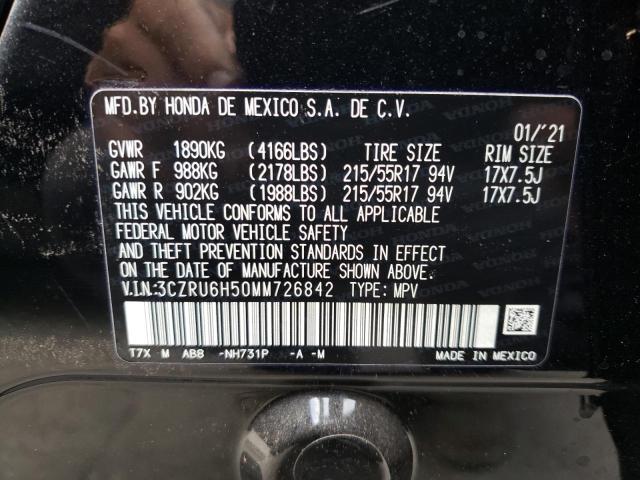 MFD.BY HONDA DE MEXICO S.A. DE C.V.
01/'21
GVWR 1890KG (4166LBS) TIRE SIZE RIM SIZE
GAWR F 988KG (2178LBS) 215/55R17 94V 17X7.5J
GAWR R 902KG (1988LBS) 215/55R17 94V 17X7.5J
THIS VEHICLE CONFORMS TO ALL APPLICABLE
FEDERAL MOTOR VEHICLE SAFETY
AND THEFT PREVENTION STANDARDS IN EFFECT
ON THE DATE OF MANUFACTURE SHOWN ABOVE.
V.I.N:3CZRU6H50MM726842 TYPE: MPV
T7X M AB8 -NH731P -A -M MADE IN MEXICO